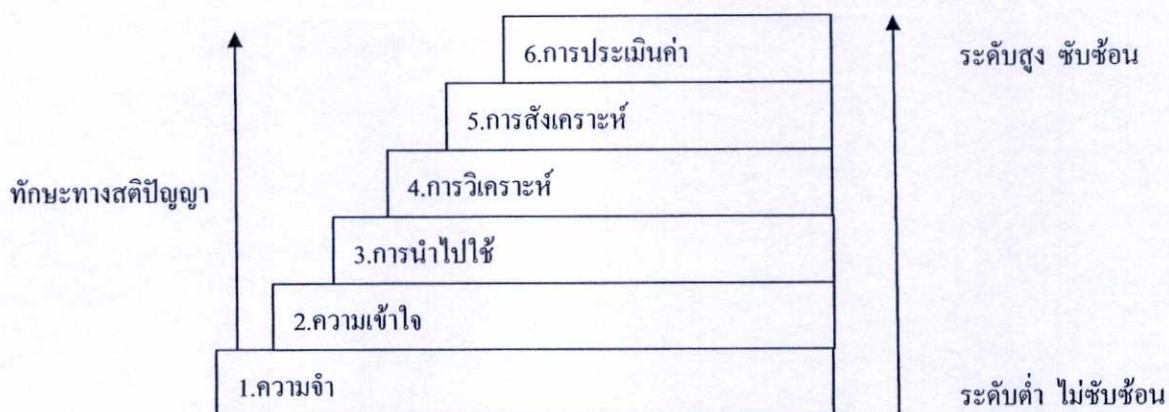 6.การประเมินค่า
ระดับสูง ซับซ้อน
5.การสังเคราะห์
4.การวิเคราะห์
ทักษะทางสติปัญญา
3.การนำไปใช้
2.ความเข้าใจ
1.ความจำ
ระดับต่ำ ไม่ซับซ้อน